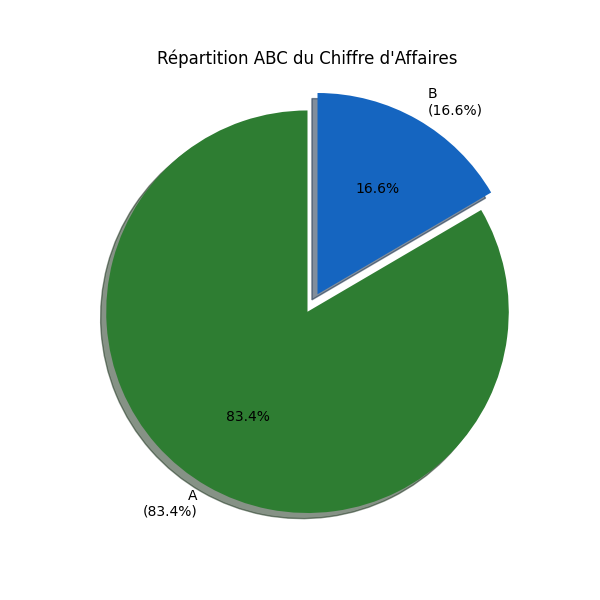 Répartition ABC du Chiffre d'Affaires
B
(16.6%)
16.6%
83.4%
A
(83.4%)